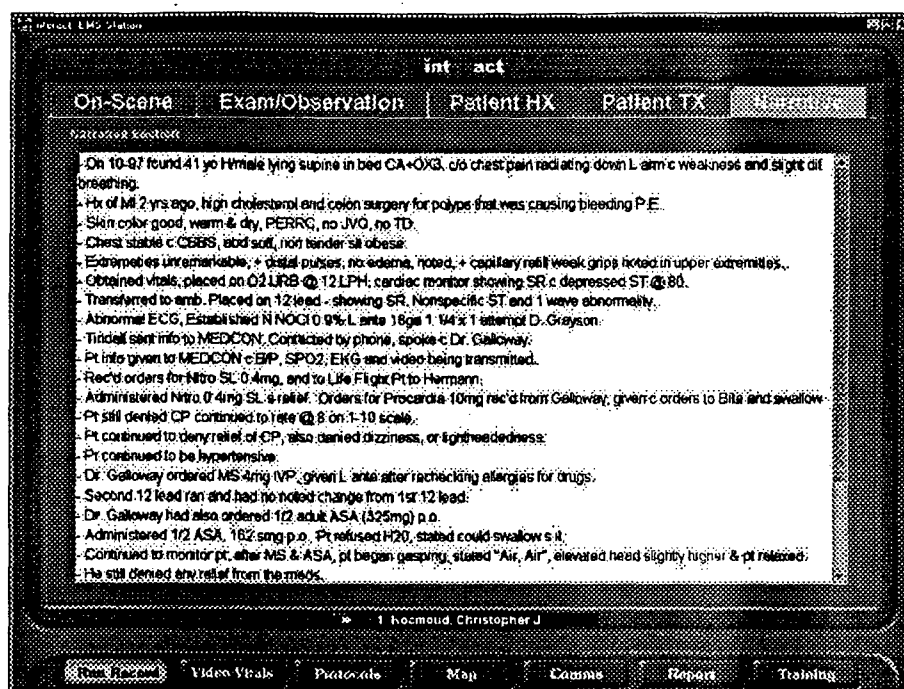 EMS Station
int act
On-Scene Exam/Observation Patient HX Patient TX Narrative
Narrative Section
- On 10-97 found 41 yo H/male lying supine in bed CA+OX3, c/o chest pain radiating down L arm c weakness and slight dif
breathing.
- Hx of MI 2 yrs ago, high cholesterol and colon surgery for polyps that was causing bleeding P.E.
- Skin color good, warm & dry, PERRC, no JVD, no TD.
- Chest stable c CBBS, abd soft, non tender s/t obese.
- Extremeties unremarkable, + distal pulses, no edema, noted, + capillary refill weak grips noted in upper extremities.
- Obtained vitals, placed on O2 @ 12 LPM, cardiac monitor showing SR c depressed ST @ 80.
- Transferred to amb. Placed on 12 lead - showing SR, Nonspecific ST and wave abnormality.
- Abnormal ECG, Established 0.9% L ante 18ga 1 1/4 x 1 attempt D. Grayson.
- Tindall sent info to MEDCON, Contacted by phone, spoke c Dr. Galloway.
- Pt info given to MEDCON c B/P, SPO2, EKG and video being transmitted.
- Rec'd orders for Nitro SL 0.4mg, and to Life Flight Pt to Hermann.
- Administered Nitro 0.4mg SL s relief. Orders for Procardia 10mg rec'd from Galloway, given c orders to Bite and swallow
- Pt still denied CP continued to rate @ 8 on 1-10 scale.
- Pt continued to deny relief of CP, also denied dizziness, or lightheadedness.
- Pt continued to be hypertensive.
- Dr. Galloway ordered MS 4mg IVP, given L ante after rechecking allergies for drugs.
- Second 12 lead ran and had no noted change from 1st 12 lead.
- Dr. Galloway had also ordered 1/2 adult ASA (325mg) p.o.
- Administered 1/2 ASA, 162.5mg p.o. Pt refused H20, stated could swallow s it.
- Continued to monitor pt, after MS & ASA, pt began gasping, stated "Air, Air", elevated head slightly higher & pt relaxed.
- He still denied any relief from the meds.
1. Kocmoud, Christopher J
Video Vitals Protocols Map Comms Report Training